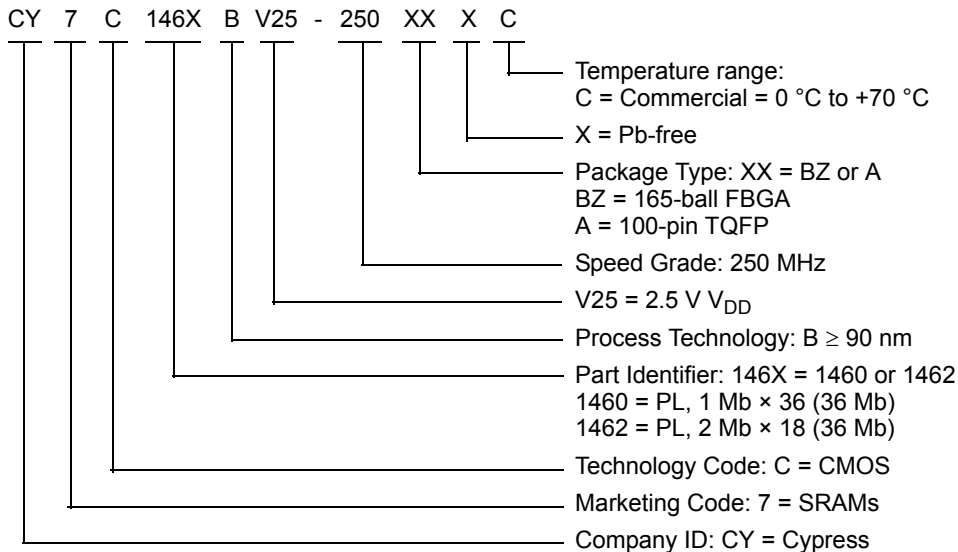 CY 7 C 146X B V25 - 250 XX X C
Temperature range:
C = Commercial = 0 °C to +70 °C
X = Pb-free
Package Type: XX = BZ or A
BZ = 165-ball FBGA
A = 100-pin TQFP
Speed Grade: 250 MHz
V25 = 2.5 V VDD
Process Technology: B ≥ 90 nm
Part Identifier: 146X = 1460 or 1462
1460 = PL, 1 Mb × 36 (36 Mb)
1462 = PL, 2 Mb × 18 (36 Mb)
Technology Code: C = CMOS
Marketing Code: 7 = SRAMs
Company ID: CY = Cypress